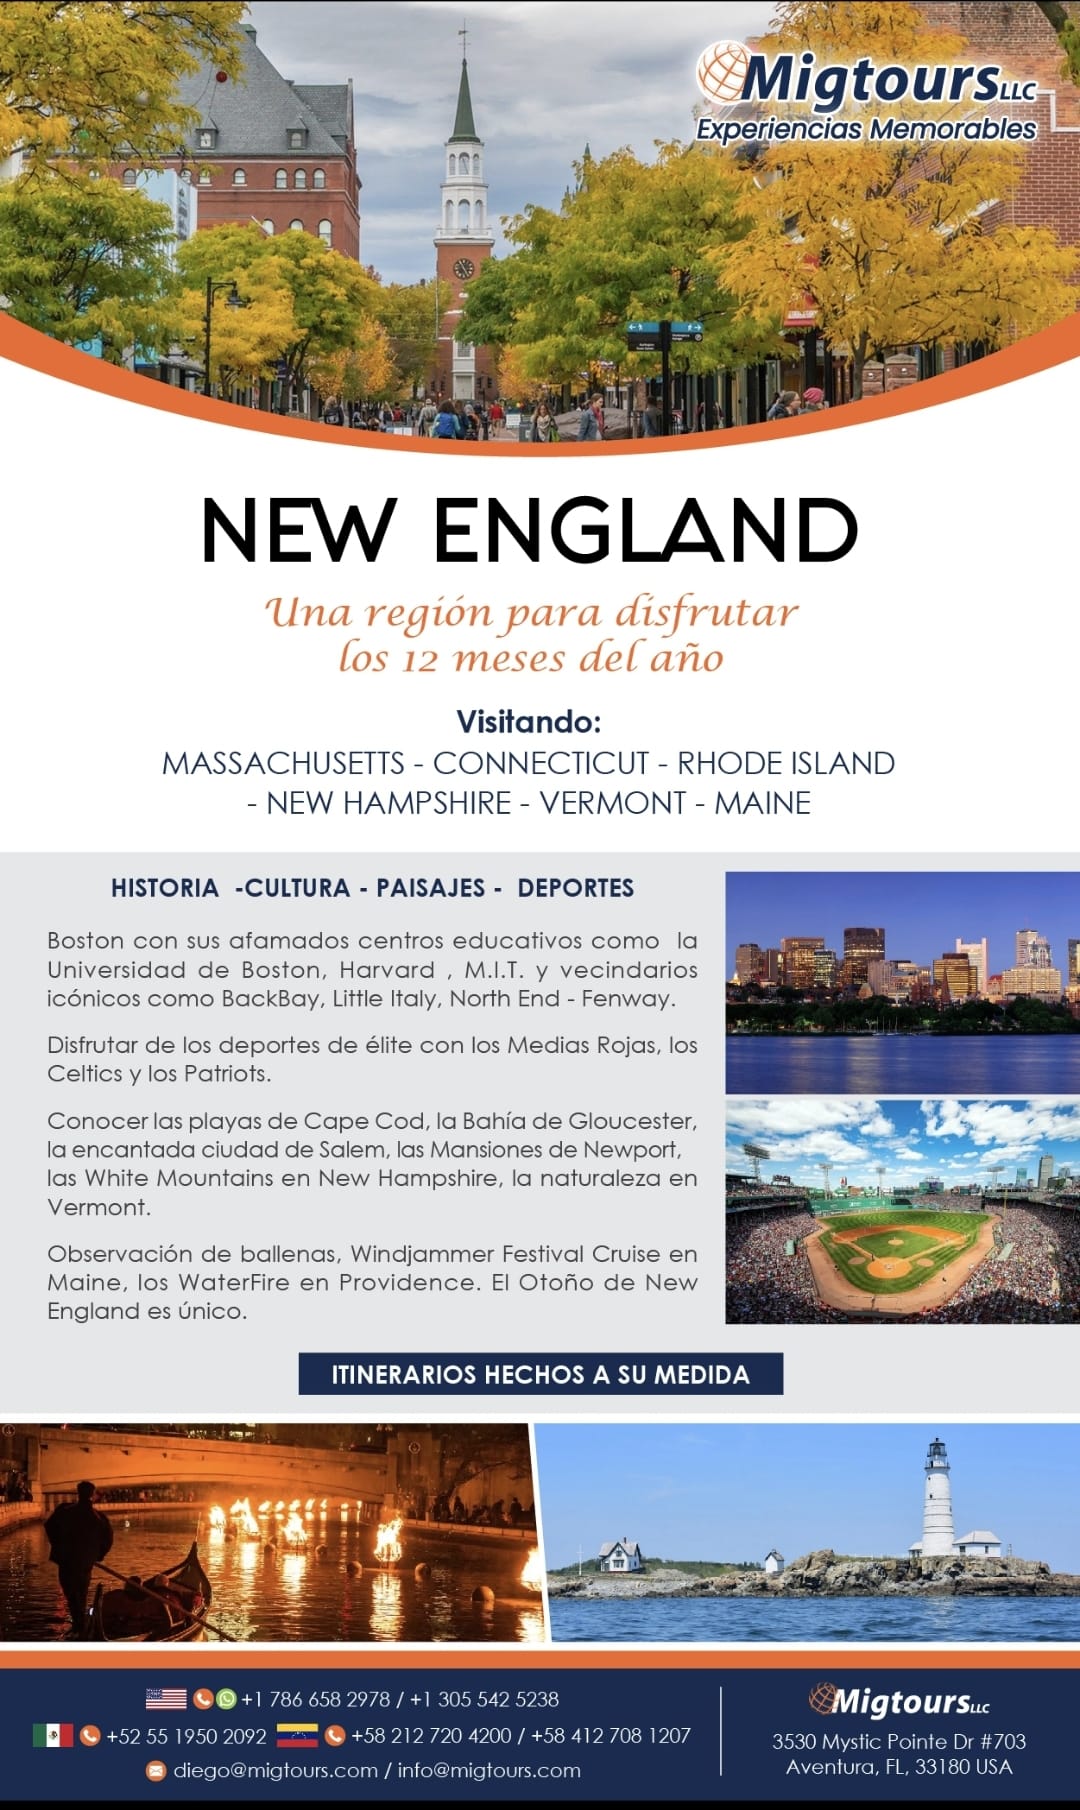 Migtours LLC
Experiencias Memorables
NEW ENGLAND
Una región para disfrutar
los 12 meses del año
Visitando:
MASSACHUSETTS - CONNECTICUT - RHODE ISLAND
- NEW HAMPSHIRE - VERMONT - MAINE
HISTORIA -CULTURA - PAISAJES - DEPORTES
Boston con sus afamados centros educativos como la
Universidad de Boston, Harvard , M.I.T. y vecindarios
icónicos como BackBay, Little Italy, North End - Fenway.
Disfrutar de los deportes de élite con los Medias Rojas, los
Celtics y los Patriots.
Conocer las playas de Cape Cod, la Bahía de Gloucester,
la encantada ciudad de Salem, las Mansiones de Newport,
las White Mountains en New Hampshire, la naturaleza en
Vermont.
Observación de ballenas, Windjammer Festival Cruise en
Maine, los WaterFire en Providence. El Otoño de New
England es único.
ITINERARIOS HECHOS A SU MEDIDA
+1 786 658 2978 / +1 305 542 5238
+52 55 1950 2092 +58 212 720 4200 / +58 412 708 1207
diego@migtours.com / info@migtours.com
Migtours LLC
3530 Mystic Pointe Dr #703
Aventura, FL, 33180 USA